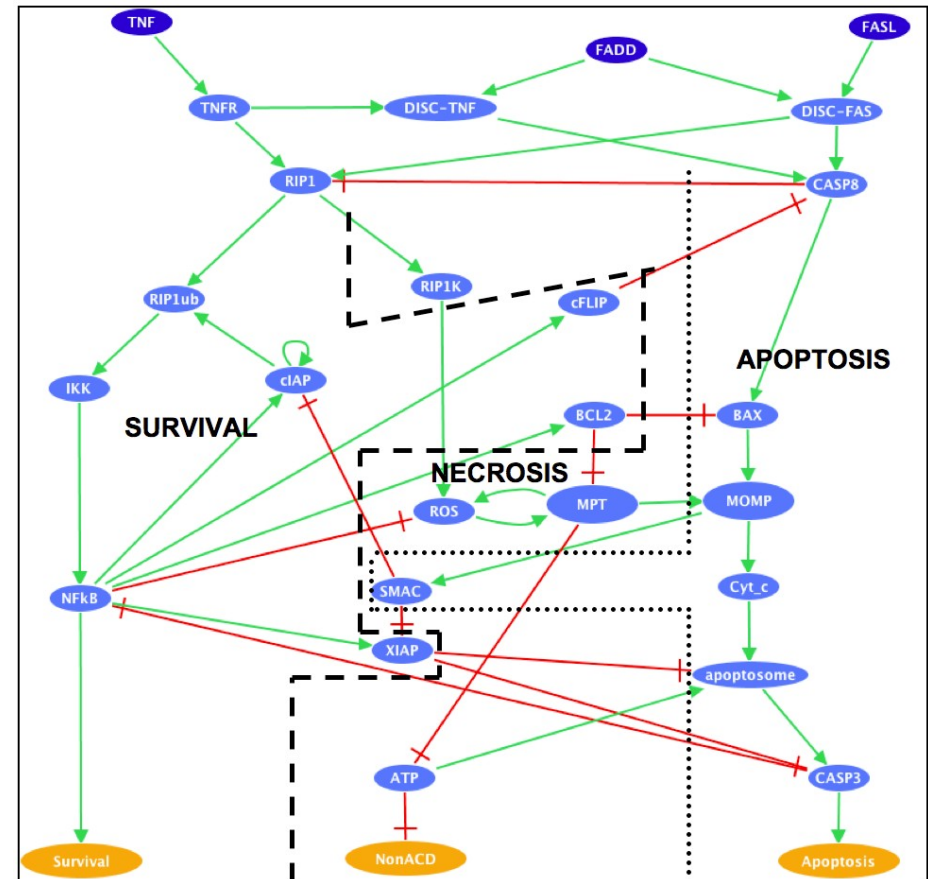 TNF
FASL
FADD
TNFR
DISC-TNF
DISC-FAS
RIP1
CASP8
RIP1K
RIP1ub
cFLIP
cIAP
IKK
APOPTOSIS
SURVIVAL
BCL2
BAX
NECROSIS
ROS
MPT
MOMP
SMAC
Cyt_c
NFkB
XIAP
apoptosome
ATP
CASP3
Survival
NonACD
Apoptosis